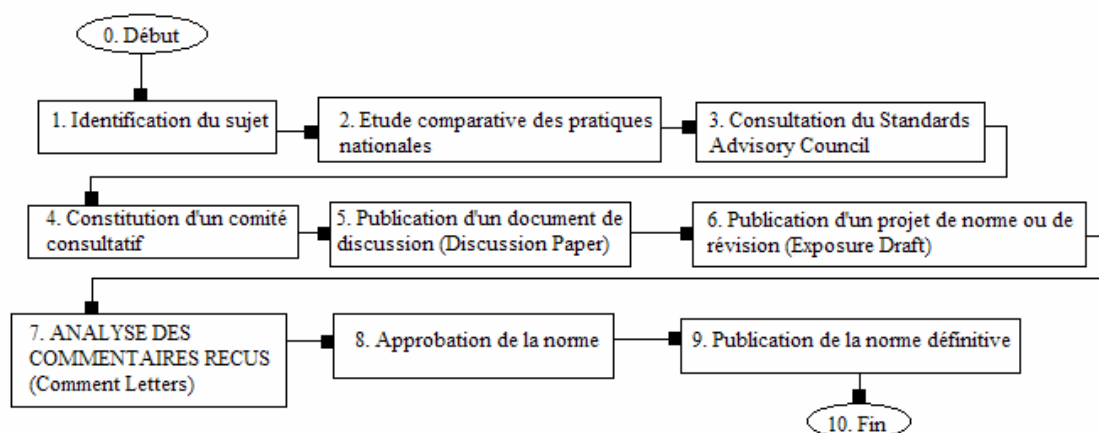 0. Début
1. Identification du sujet
2. Etude comparative des pratiques
nationales
3. Consultation du Standards
Advisory Council
4. Constitution d'un comité
consultatif
5. Publication d'un document de
discussion (Discussion Paper)
6. Publication d'un projet de norme ou de
révision (Exposure Draft)
7. ANALYSE DES
COMMENTAIRES RECUS
(Comment Letters)
8. Approbation de la norme
9. Publication de la norme définitive
10. Fin